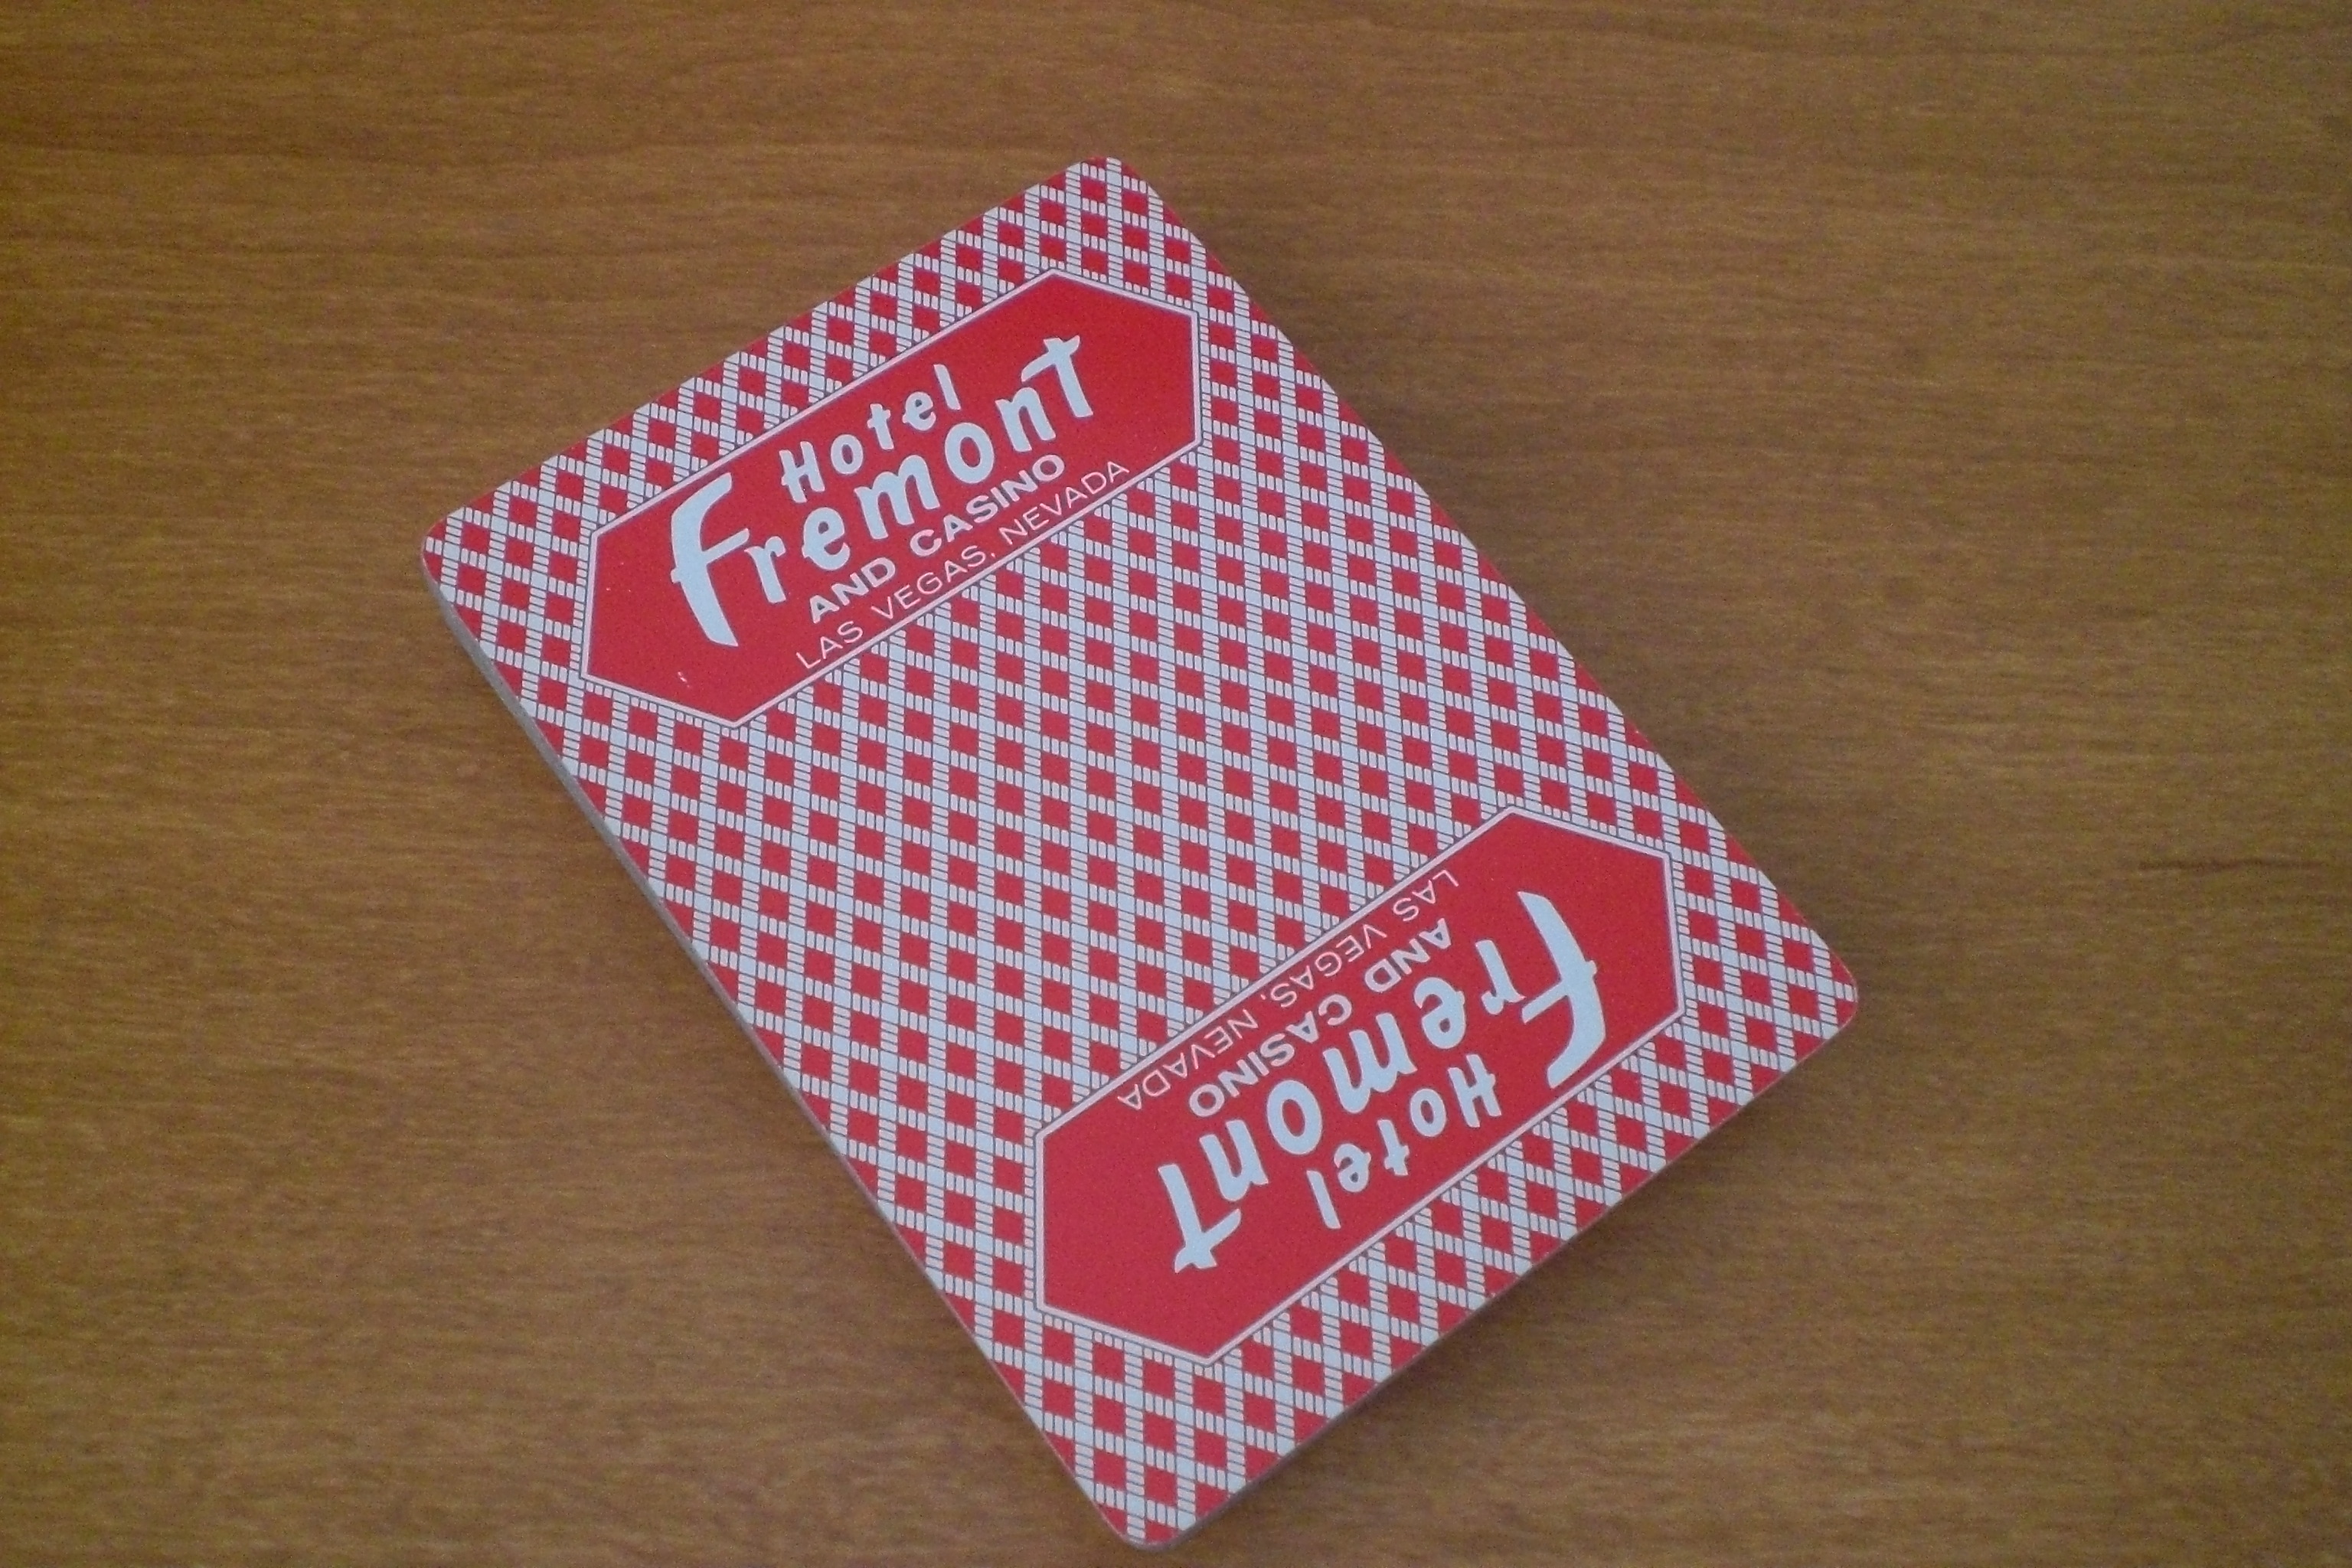 Hotel
Fremont
AND CASINO
LAS VEGAS, NEVADA
Hotel
Fremont
AND CASINO
LAS VEGAS, NEVADA